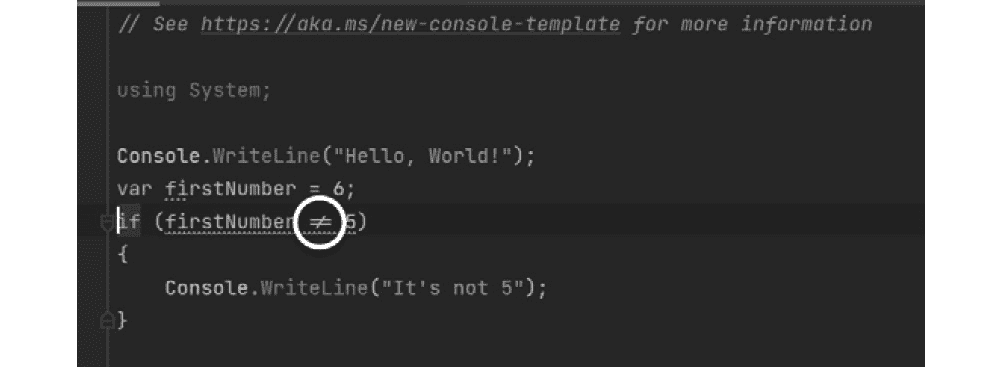 // See https://aka.ms/new-console-template for more information
using System;
Console.WriteLine("Hello, World!");
var firstNumber = 6;
if (firstNumber ≠ 5)
{
Console.WriteLine("It's not 5");
}